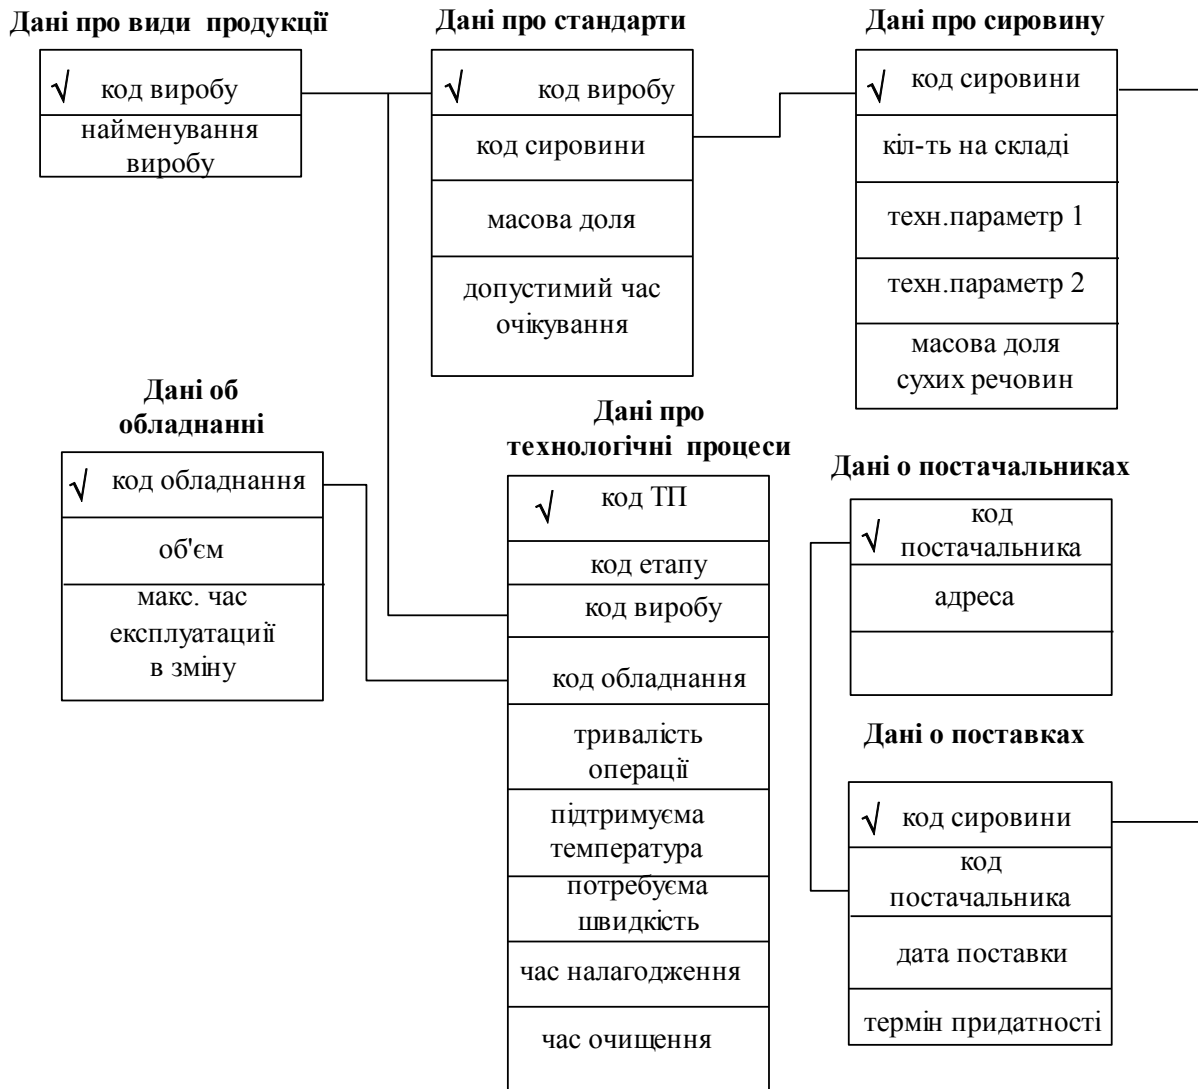 Дані про види продукції
√ код виробу
найменування
виробу
Дані про стандарти
√ код виробу
код сировини
масова доля
допустимий час
очікування
Дані про сировину
√ код сировини
кіл-ть на складі
техн.параметр 1
техн.параметр 2
масова доля
сухих речовин
Дані об
обладнанні
√ код обладнання
об'єм
макс. час
експлуатациії
в зміну
Дані про
технологічні процеси
√ код ТП
код етапу
код виробу
код обладнання
тривалість
операції
підтримуєма
температура
потребуєма
швидкість
час налагодження
час очищення
Дані о постачальниках
√ код
постачальника
адреса
Дані о поставках
√ код сировини
код
постачальника
дата поставки
термін придатності